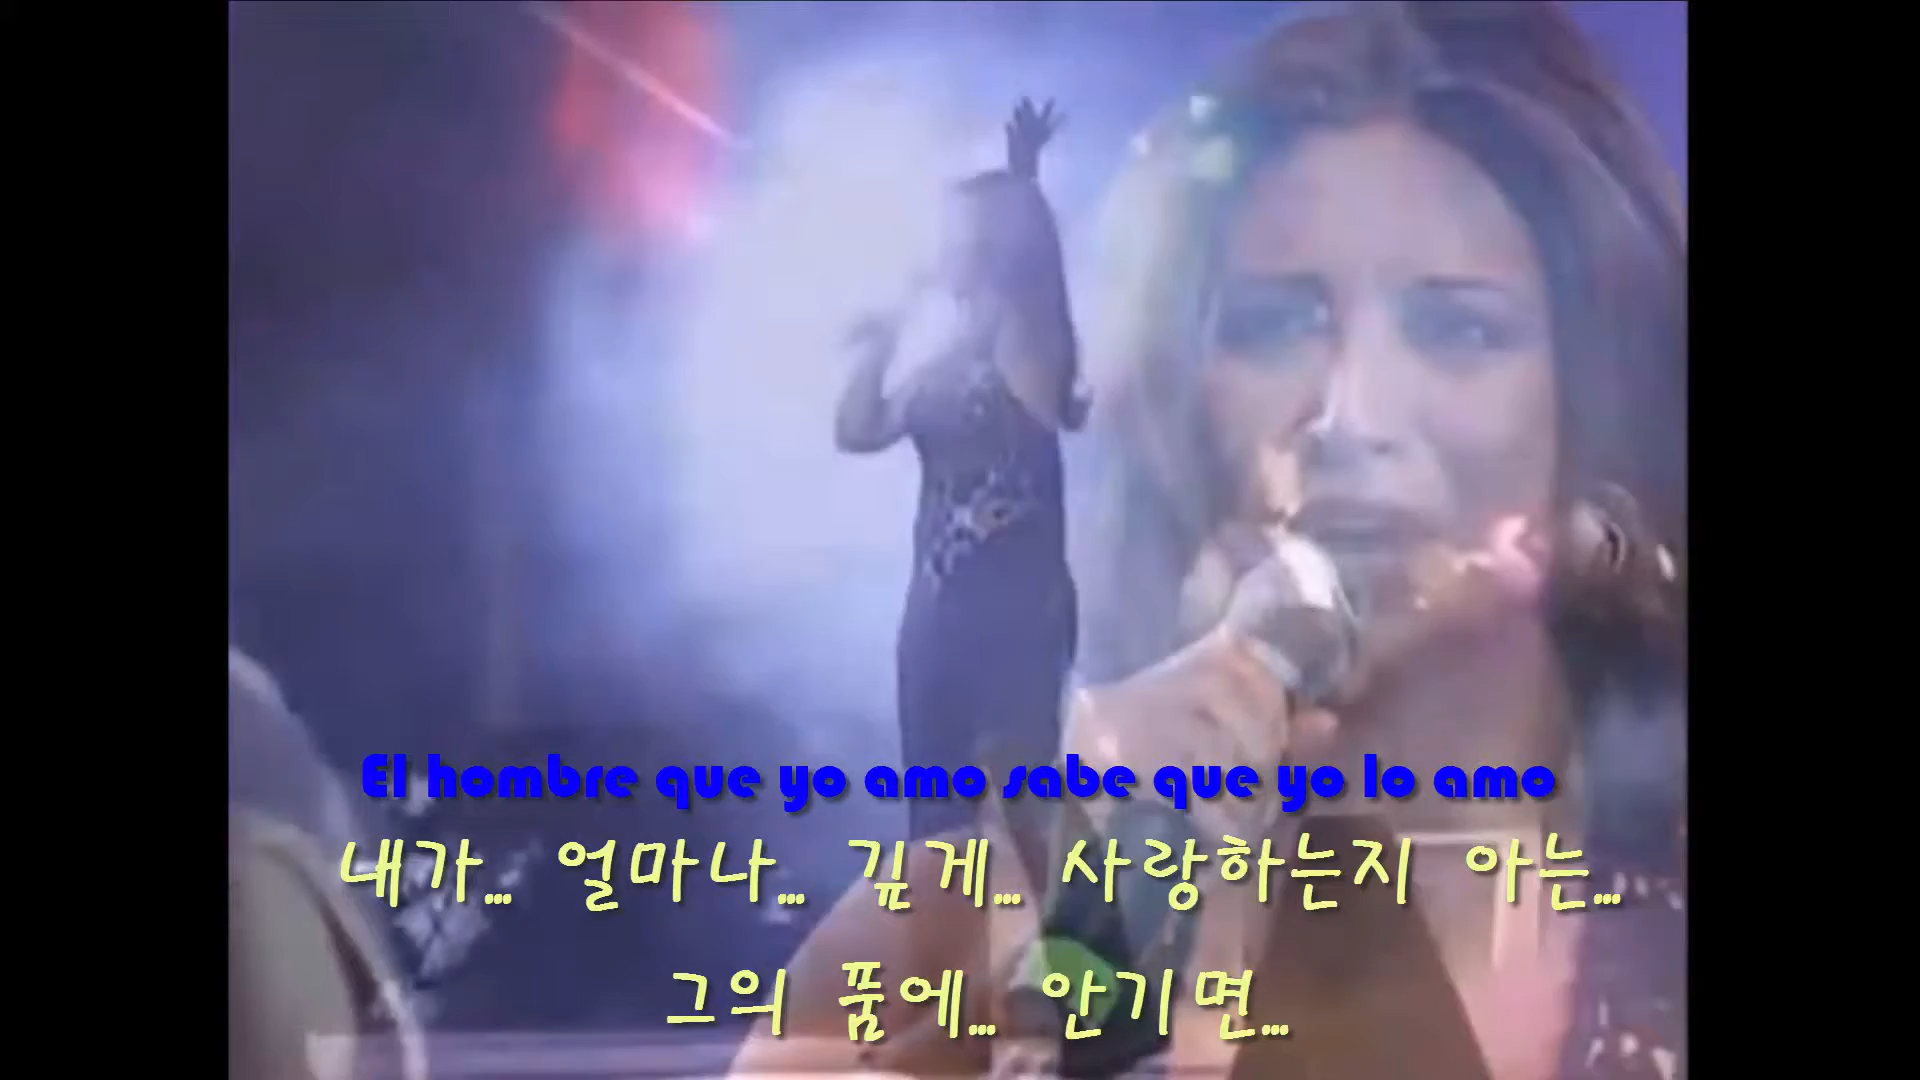 El hombre que yo amo sabe que yo lo amo
내가... 얼마나... 깊게... 사랑하는지 아는...
그의 품에... 안기면...